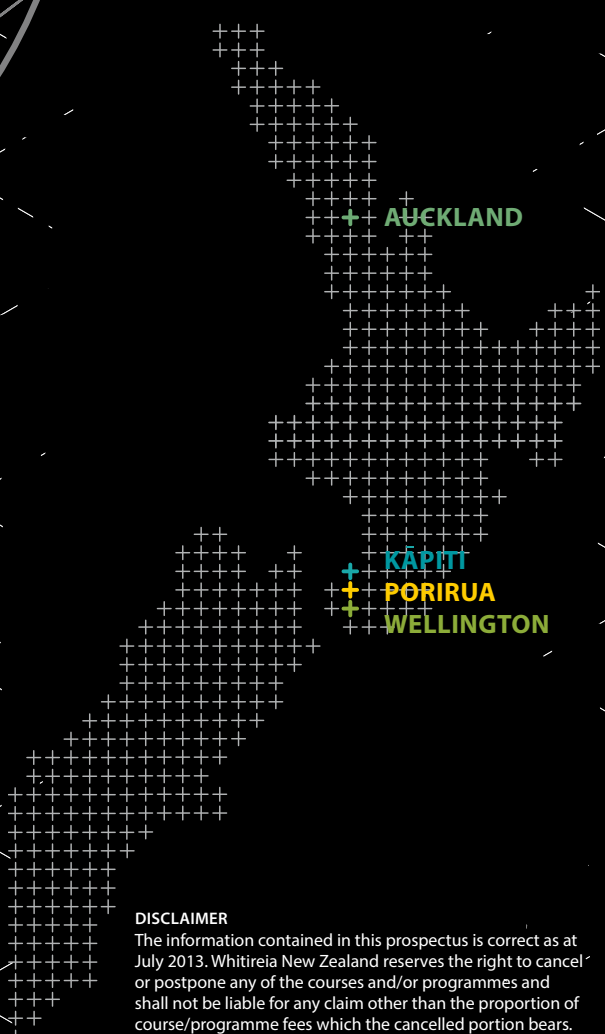 AUCKLAND
KĀPITI
PORIRUA
WELLINGTON
DISCLAIMER
The information contained in this prospectus is correct as at
July 2013. Whitireia New Zealand reserves the right to cancel
or postpone any of the courses and/or programmes and
shall not be liable for any claim other than the proportion of
course/programme fees which the cancelled portion bears.